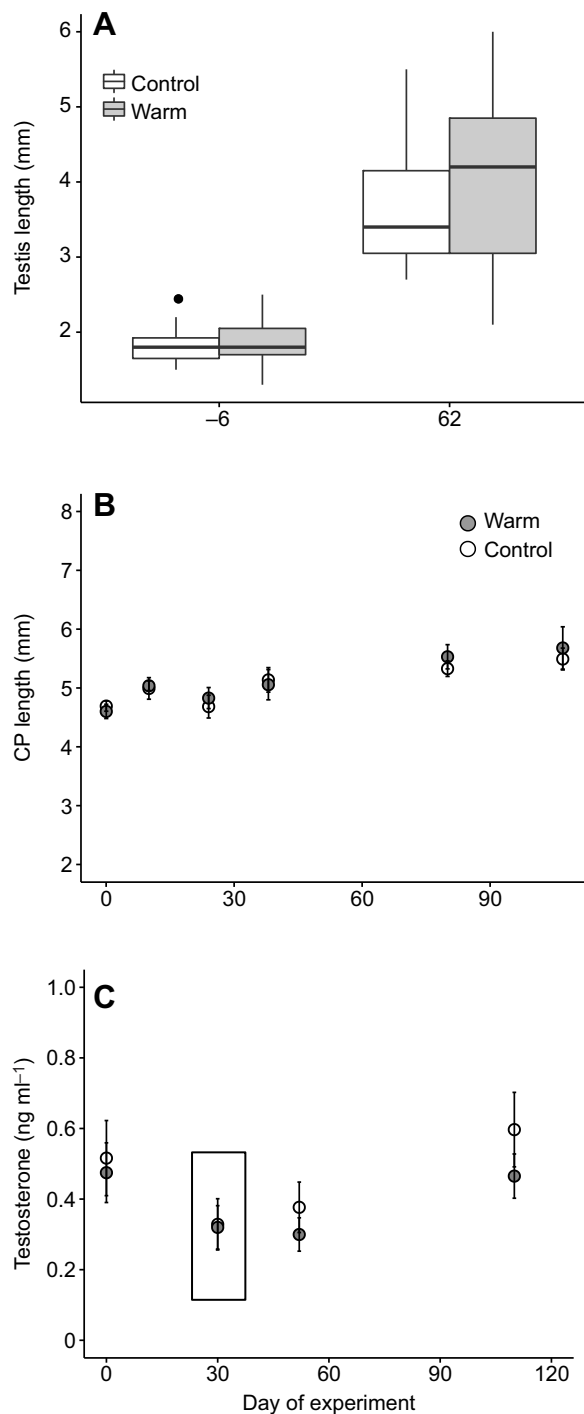 A
Control
Warm
Testis length (mm)
6
5
4
3
2
–6
62
B
Warm
Control
CP length (mm)
8
7
6
5
4
3
2
0
30
60
90
C
Testosterone (ng ml–1)
1.0
0.8
0.6
0.4
0.2
0
0
30
60
90
120
Day of experiment